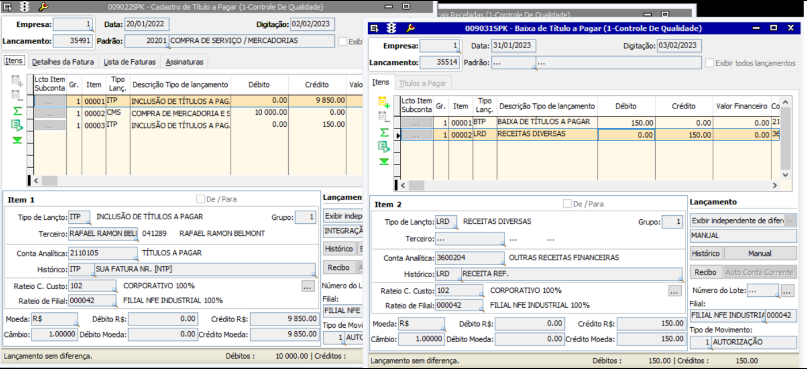 009022SPK - Cadastro de Título a Pagar (1-Controle De Qualidade)
Empresa: 1 Data: 20/01/2022 Digitação: 02/02/2023
Lancamento: 35491 Padrão: 20201 COMPRA DE SERVIÇO / MERCADORIAS Exib
Itens Detalhes da Fatura Lista de Faturas Assinaturas
Lcto Item Subconta Gr. Item Tipo Lanç. Descrição Tipo de lançamento Débito Crédito Valo
... 1 00001 ITP INCLUSÃO DE TÍTULOS A PAG. 0.00 9 850.00
... 1 00002 CMS COMPRA DE MERCADORIA E S 10 000.00 0.00
... 1 00003 ITP INCLUSÃO DE TÍTULOS A PAG. 0.00 150.00
Item 1 De / Para Lançamen
Tipo de Lançto: ITP INCLUSÃO DE TÍTULOS A PAGAR Grupo: 1 Exibir indep
Terceiro: RAFAEL RAMON BELI 041289 RAFAEL RAMON BELMONT INTEGRAÇÃ
Conta Analítica: 2110105 TÍTULOS A PAGAR Histórico
Histórico: ITP SUA FATURA NR. [NTP] Recibo
Rateio C. Custo: 102 CORPORATIVO 100% ... Número do L
Rateio de Filial: 000042 FILIAL NFE INDUSTRIAL 100% Filial:
FILIAL NFE
Moeda: R$ Débito R$: 0.00 Crédito R$: 9 850.00 Tipo de Movi
Câmbio: 1.00000 Débito Moeda: 0.00 Crédito Moeda: 9 850.00 1 AUTO
Lançamento sem diferença. Débitos : 10 000.00 | Créditos :
as Recebidas (1-Controle De Qualidade)
009031SPK - Baixa de Título a Pagar (1-Controle De Qualidade)
Empresa: 1 Data: 31/01/2023 Digitação: 03/02/2023
Lancamento: 35514 Padrão: ... ... Exibir todos lançamentos
Itens Títulos a Pagar
Lcto Item Subconta Gr. Item Tipo Lanç. Descrição Tipo de lançamento Débito Crédito Valor Financeiro Co
... 1 00001 BTP BAIXA DE TÍTULOS A PAGAR 150.00 0.00 0.00 21
... 1 00002 LRD RECEITAS DIVERSAS 0.00 150.00 0.00 36
Item 2 De / Para Lançamento
Tipo de Lançto: LRD RECEITAS DIVERSAS Grupo: 1 Exibir independente de diferen
Terceiro: ... ... ... MANUAL
Conta Analítica: 3600204 OUTRAS RECEITAS FINANCEIRAS Histórico Manual
Histórico: LRD RECEITA REF. Recibo Auto Conta Corrente
Rateio C. Custo: 102 CORPORATIVO 100% ... Número do Lote: ... ...
Rateio de Filial: 000042 FILIAL NFE INDUSTRIAL 100% Filial:
FILIAL NFE INDUSTRIA 000042
Moeda: R$ Débito R$: 0.00 Crédito R$: 150.00 Tipo de Movimento:
Câmbio: 1.00000 Débito Moeda: 0.00 Crédito Moeda: 150.00 1 AUTORIZAÇÃO
Lançamento sem diferença. Débitos : 150.00 | Créditos : 150.00